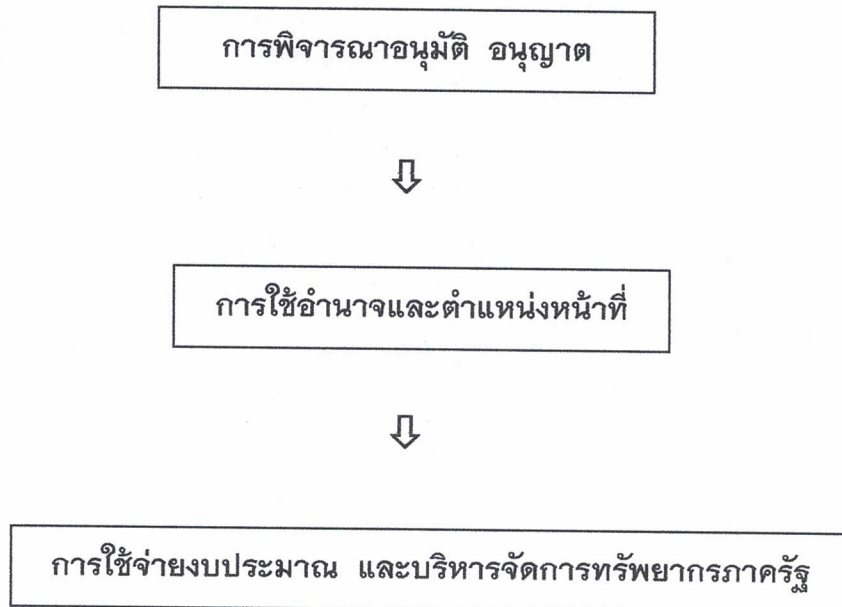 การพิจารณาอนุมัติ อนุญาต
การใช้อำนาจและตำแหน่งหน้าที่
การใช้จ่ายงบประมาณ และบริหารจัดการทรัพยากรภาครัฐ